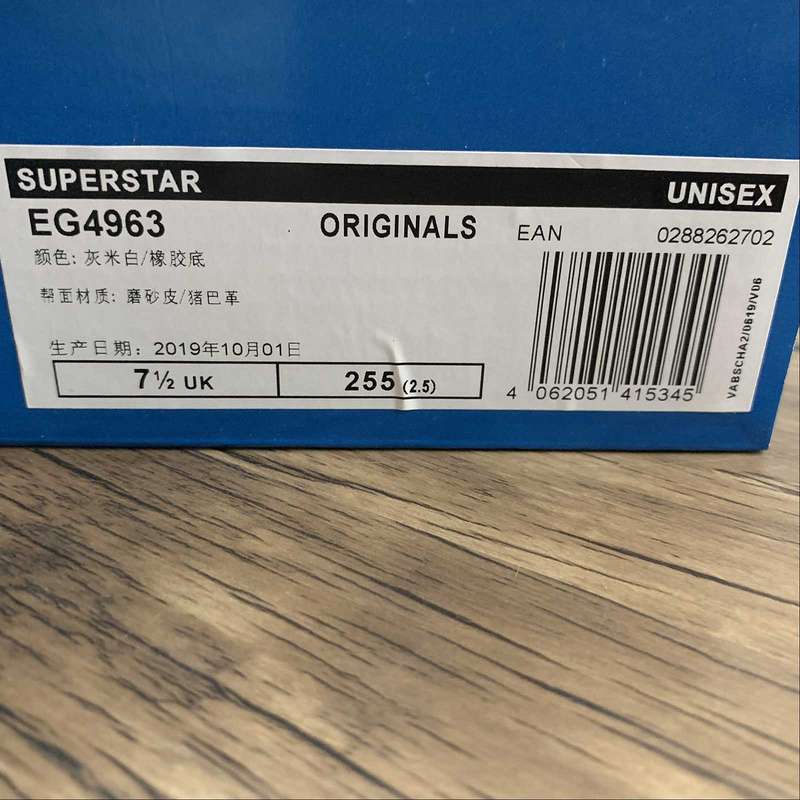 SUPERSTAR UNISEX
EG4963 ORIGINALS EAN 0288262702
颜色: 灰米白/橡胶底
帮面材质: 磨砂皮/猪巴革
生产日期: 2019年10月01日
7½ UK 255 (2.5)
4 062051 415345
VABSCHA2/0619/V06